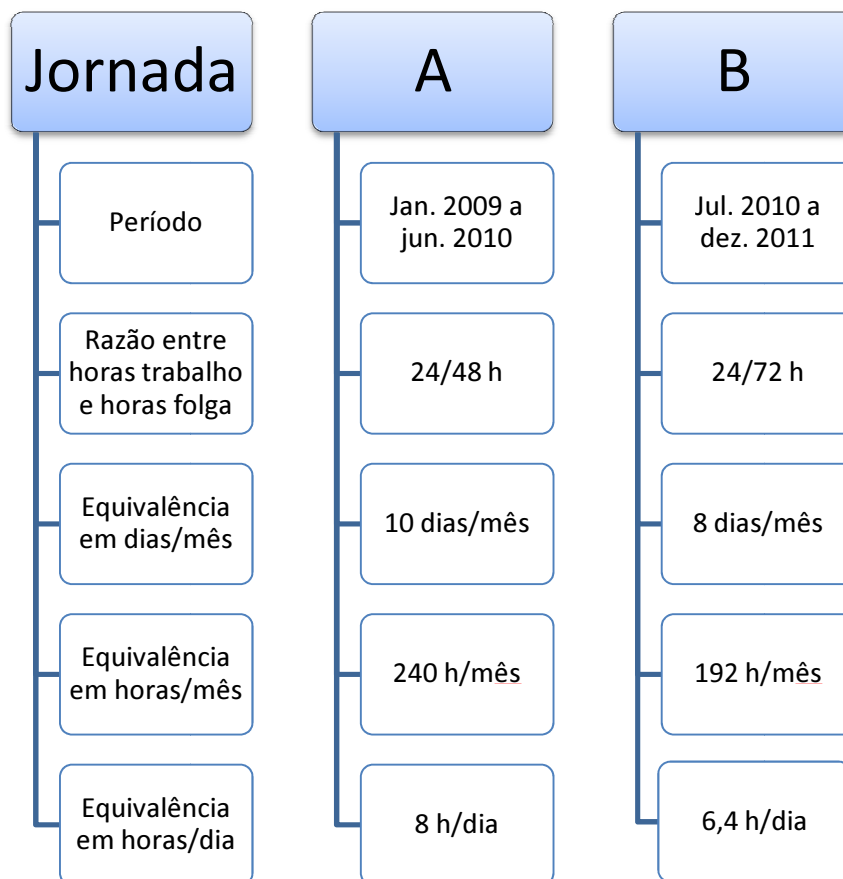 Jornada
Período
Razão entre
horas trabalho
e horas folga
Equivalência
em dias/mês
Equivalência
em horas/mês
Equivalência
em horas/dia
A
Jan. 2009 a
jun. 2010
24/48 h
10 dias/mês
240 h/mês
8 h/dia
B
Jul. 2010 a
dez. 2011
24/72 h
8 dias/mês
192 h/mês
6,4 h/dia